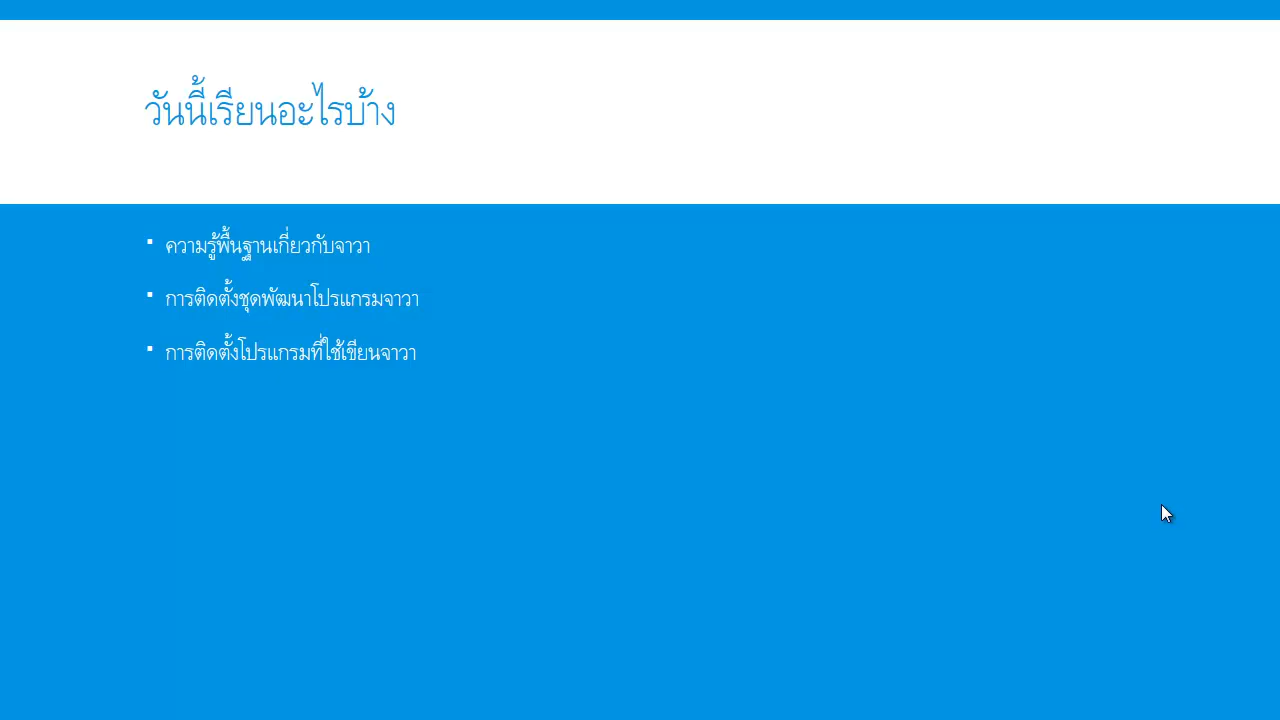 วันนี้เรียนอะไรบ้าง
ความรู้พื้นฐานเกี่ยวกับจาวา
การติดตั้งชุดพัฒนาโปรแกรมจาวา
การติดตั้งโปรแกรมที่ใช้เขียนจาวา